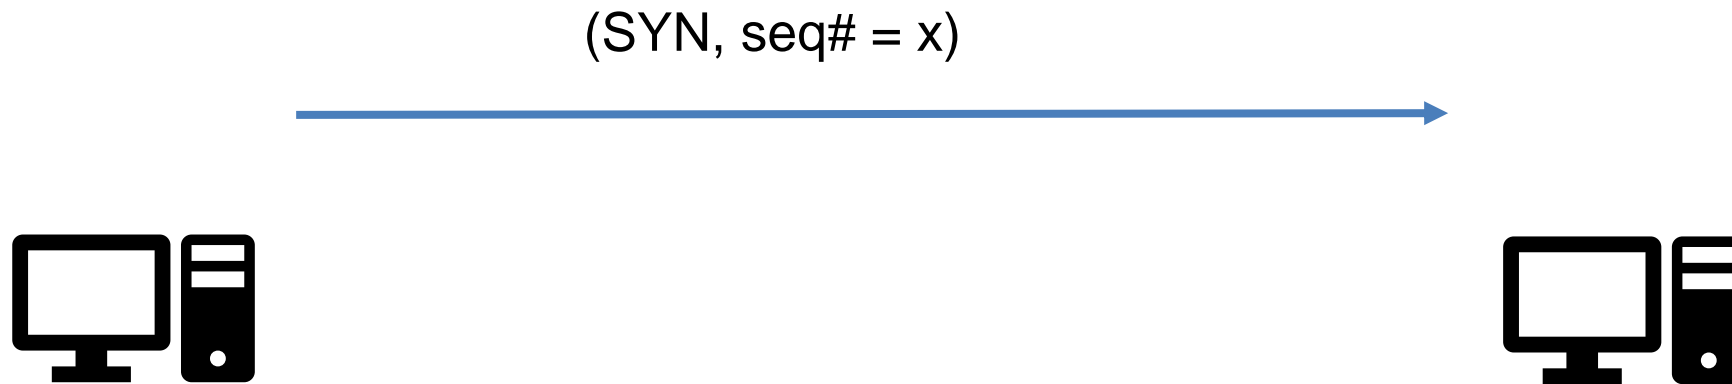 (SYN, seq# = x)